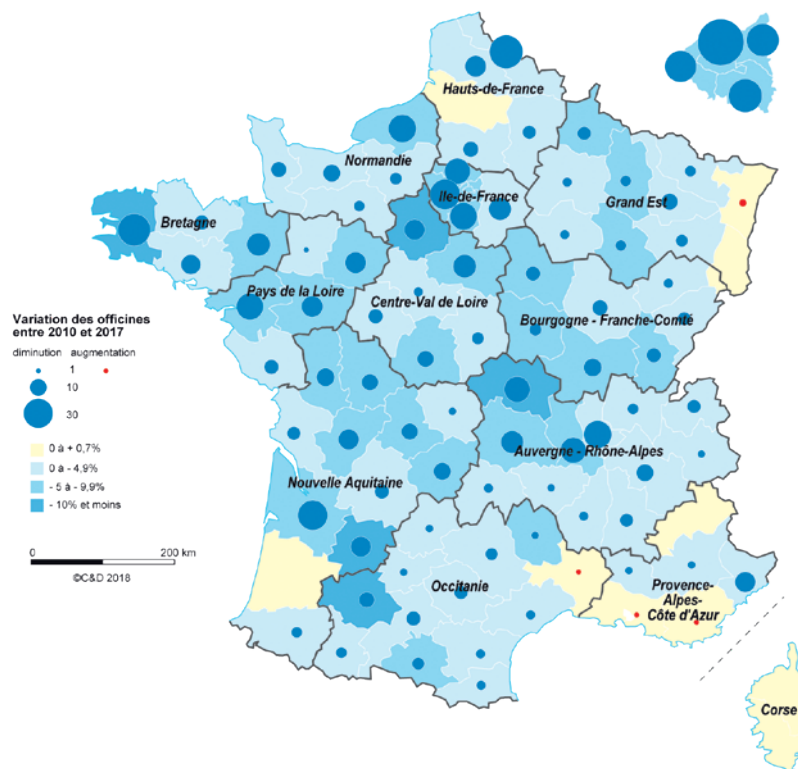 Hauts-de-France
Normandie
Ile-de-France
Grand Est
Bretagne
Pays de la Loire
Centre-Val de Loire
Bourgogne - Franche-Comté
Variation des officines
entre 2010 et 2017
diminution augmentation
1
10
30
0 à + 0,7%
0 à - 4,9%
- 5 à - 9,9%
- 10% et moins
Auvergne - Rhône-Alpes
Nouvelle Aquitaine
0 200 km
©C&D 2018
Occitanie
Provence-
Alpes-
Côte d'Azur
Corse